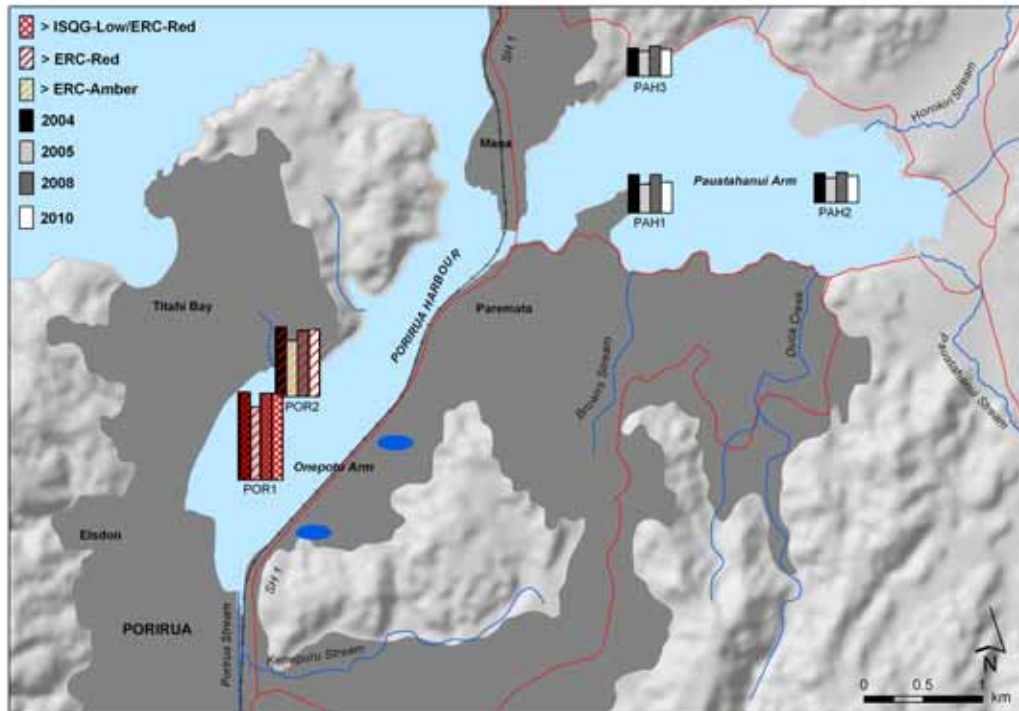 > ISQG-Low/ERC-Red
> ERC-Red
> ERC-Amber
2004
2005
2008
2010
SH 1
PAH3
Horokiri Stream
Mana
Pauatahanui Arm
PAH1
PAH2
PORIRUA HARBOUR
Titahi Bay
Paremata
Duck Creek
Browns Stream
Pauatahanui Stream
POR2
Onepoto Arm
POR1
Elsdon
SH 1
PORIRUA
Porirua Stream
Kenepuru Stream
N
0 0.5 1
km